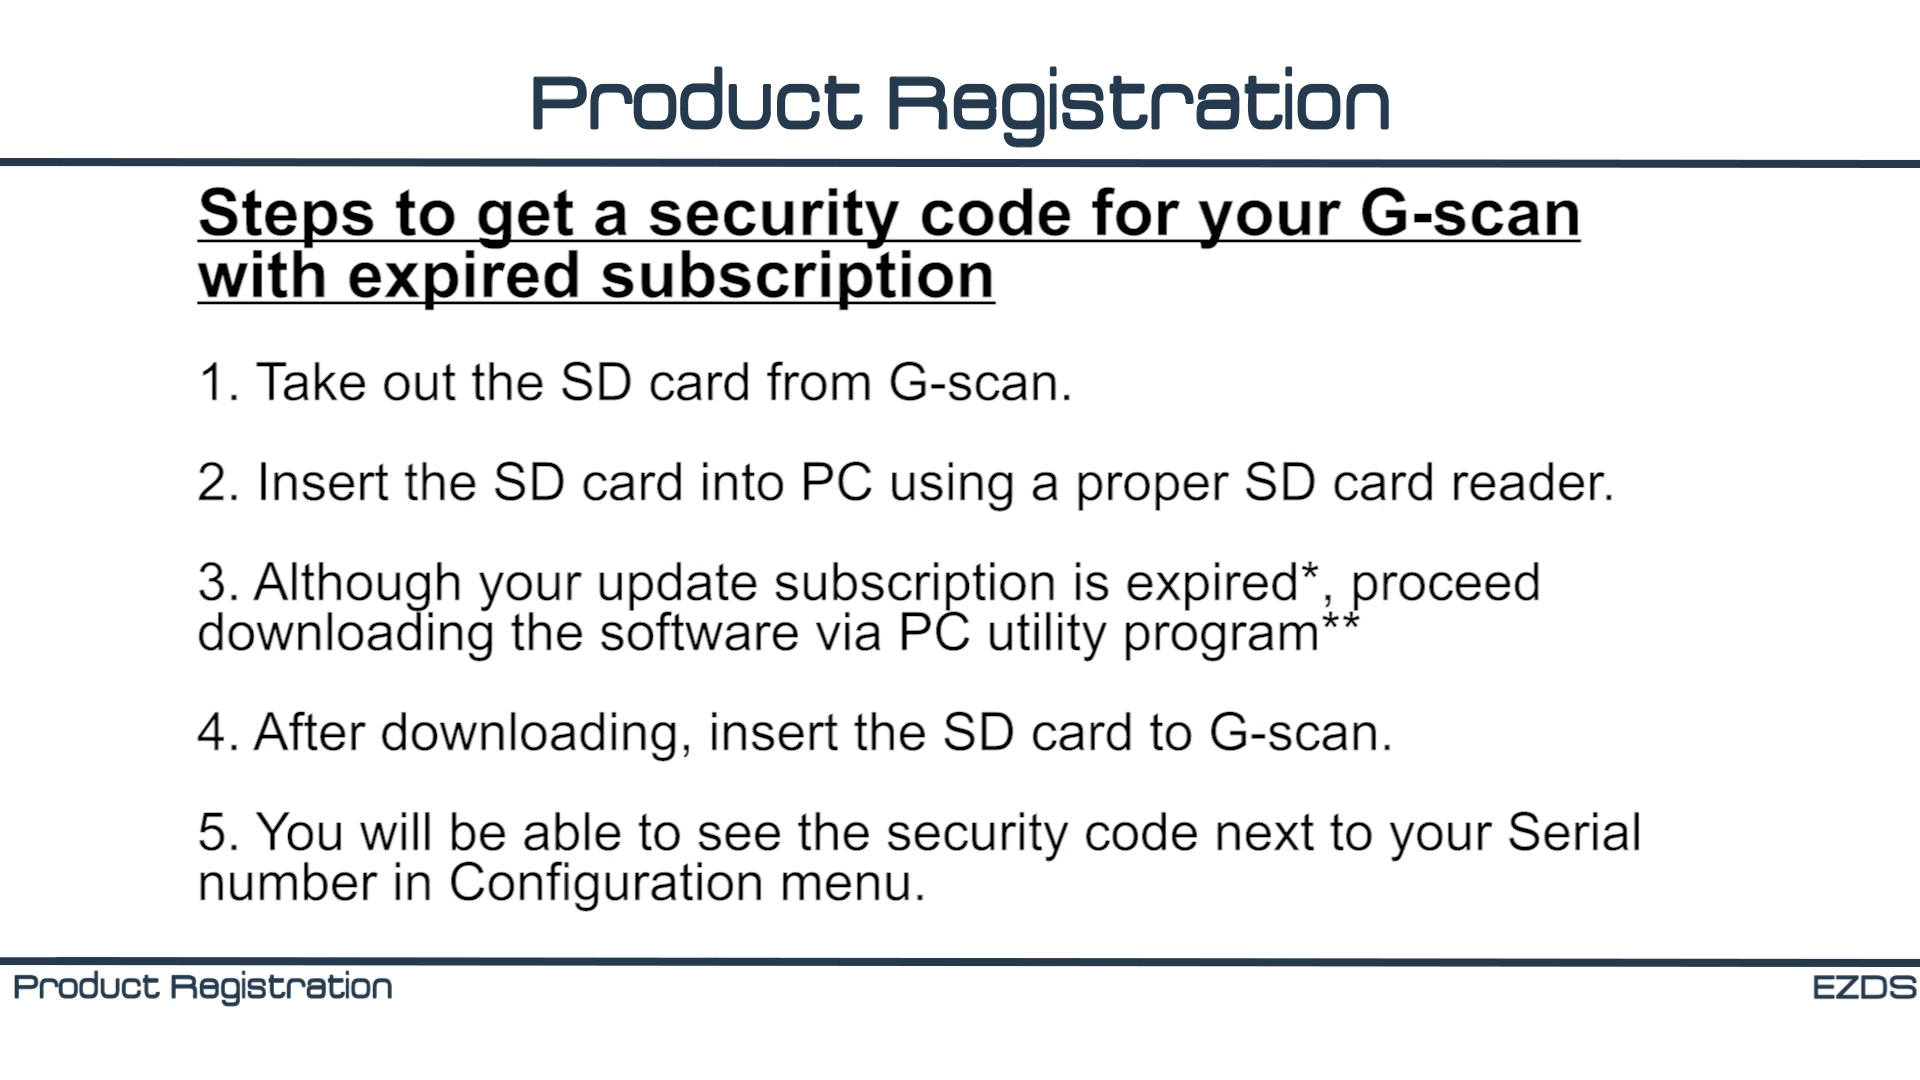 Product Registration
Steps to get a security code for your G-scan
with expired subscription
1. Take out the SD card from G-scan.
2. Insert the SD card into PC using a proper SD card reader.
3. Although your update subscription is expired*, proceed
downloading the software via PC utility program**
4. After downloading, insert the SD card to G-scan.
5. You will be able to see the security code next to your Serial
number in Configuration menu.
Product Registration
EZDS